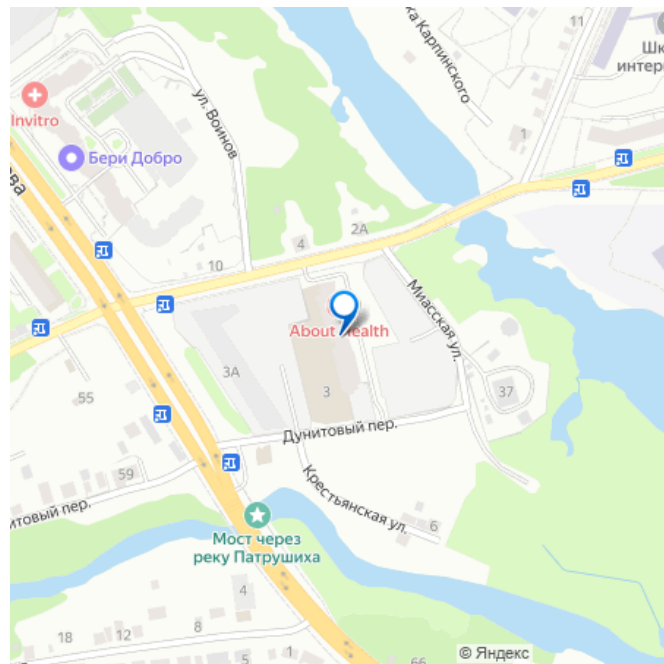 11
Шк
интер
ка Карпинского
1
Invitro
ул. Воинов
Бери Добро
ева
2А
4
10
Миасская ул.
About Health
3А
3
37
55
Дунитовый пер.
59
итовый пер.
Крестьянская ул.
6
Мост через
реку Патрушиха
4
8
12
18
1
5
66
© Яндекс